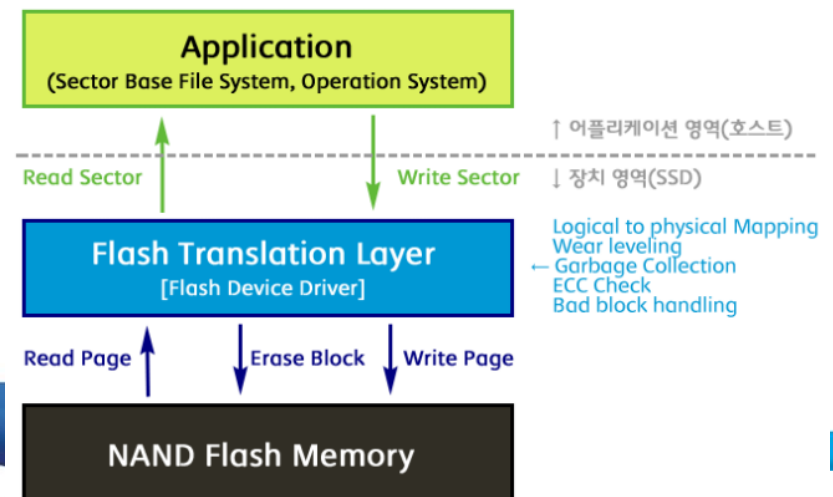 Application
(Sector Base File System, Operation System)
↑ 어플리케이션 영역(호스트)
Read Sector
Write Sector
↓ 장치 영역(SSD)
Flash Translation Layer
[Flash Device Driver]
Logical to physical Mapping
Wear leveling
← Garbage Collection
ECC Check
Bad block handling
Read Page
Erase Block
Write Page
NAND Flash Memory